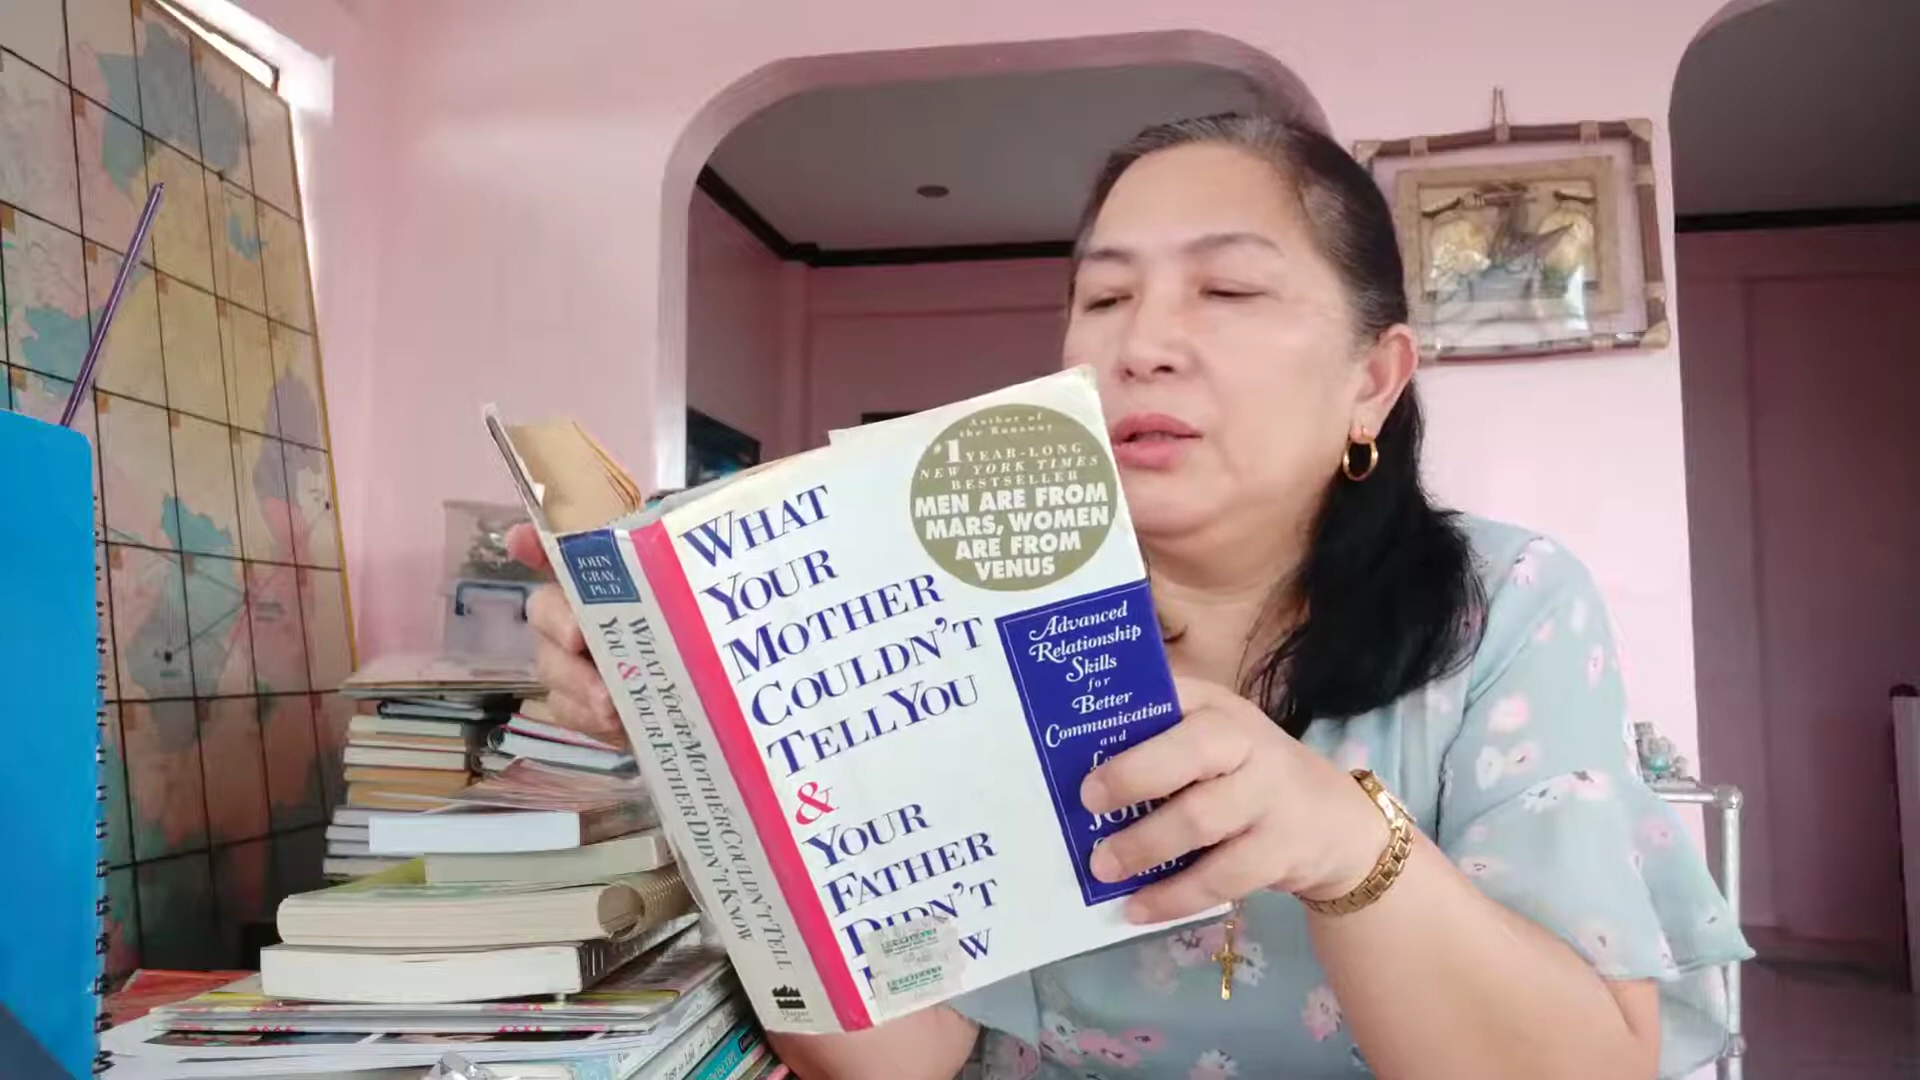 Author of
the Runaway
#1 YEAR-LONG
NEW YORK TIMES
BESTSELLER
MEN ARE FROM
MARS, WOMEN
ARE FROM
VENUS
WHAT
YOUR
MOTHER
COULDN'T
TELL YOU
&
YOUR
FATHER
DIDN'T
W
Advanced
Relationship
Skills
for
Better
Communication
and
JOHN
GRAY,
Ph.D.
WHAT YOUR MOTHER COULDN'T TELL
YOU & YOUR FATHER DIDN'T KNOW